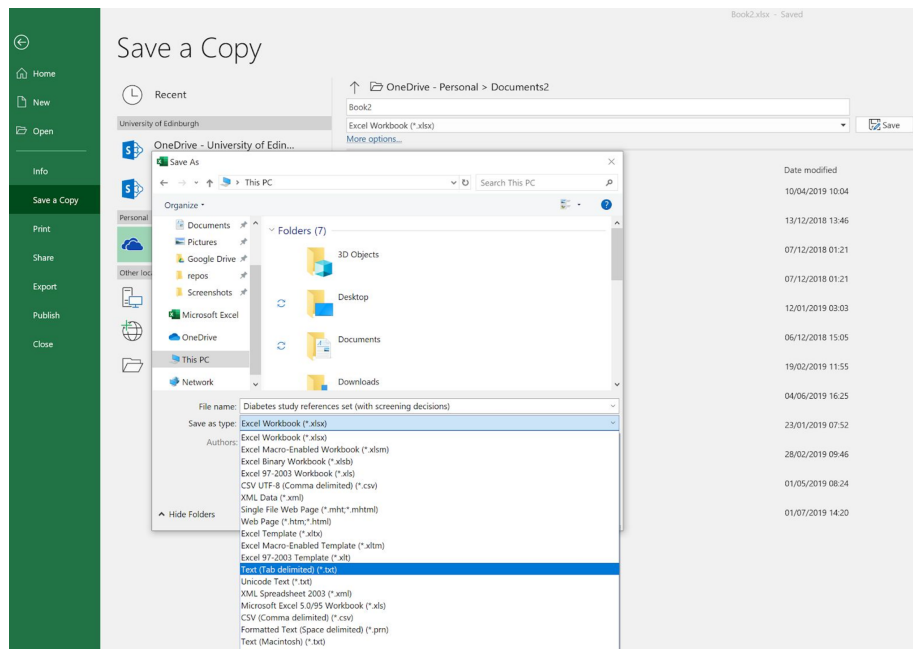 Book2.xlsx - Saved
Save a Copy
Home
New
Open
Info
Save a Copy
Print
Share
Export
Publish
Close
Recent
University of Edinburgh
OneDrive - University of Edin...
Personal
Other loc
OneDrive - Personal > Documents2
Book2
Excel Workbook (*.xlsx)
Save
More options...
Date modified
10/04/2019 10:04
13/12/2018 13:46
07/12/2018 01:21
07/12/2018 01:21
12/01/2019 03:03
06/12/2018 15:05
19/02/2019 11:55
04/06/2019 16:25
23/01/2019 07:52
28/02/2019 09:46
01/05/2019 08:24
01/07/2019 14:20
Save As
This PC
Search This PC
Organize
Documents
Pictures
Google Drive
repos
Screenshots
Microsoft Excel
OneDrive
This PC
Network
Folders (7)
3D Objects
Desktop
Documents
Downloads
File name: Diabetes study references set (with screening decisions)
Save as type: Excel Workbook (*.xlsx)
Authors:
Hide Folders
Excel Workbook (*.xlsx)
Excel Macro-Enabled Workbook (*.xlsm)
Excel Binary Workbook (*.xlsb)
Excel 97-2003 Workbook (*.xls)
CSV UTF-8 (Comma delimited) (*.csv)
XML Data (*.xml)
Single File Web Page (*.mht;*.mhtml)
Web Page (*.htm;*.html)
Excel Template (*.xltx)
Excel Macro-Enabled Template (*.xltm)
Excel 97-2003 Template (*.xlt)
Text (Tab delimited) (*.txt)
Unicode Text (*.txt)
XML Spreadsheet 2003 (*.xml)
Microsoft Excel 5.0/95 Workbook (*.xls)
CSV (Comma delimited) (*.csv)
Formatted Text (Space delimited) (*.prn)
Text (Macintosh) (*.txt)